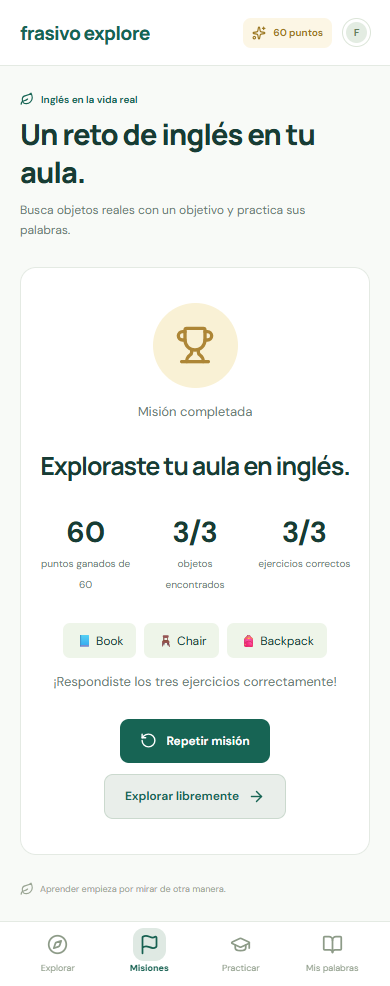 frasivo explore
60 puntos
F
Inglés en la vida real
Un reto de inglés en tu
aula.
Busca objetos reales con un objetivo y practica sus
palabras.
Misión completada
Exploraste tu aula en inglés.
60
puntos ganados de
60
3/3
objetos
encontrados
3/3
ejercicios correctos
Book
Chair
Backpack
¡Respondiste los tres ejercicios correctamente!
Repetir misión
Explorar libremente
Aprender empieza por mirar de otra manera.
Explorar
Misiones
Practicar
Mis palabras